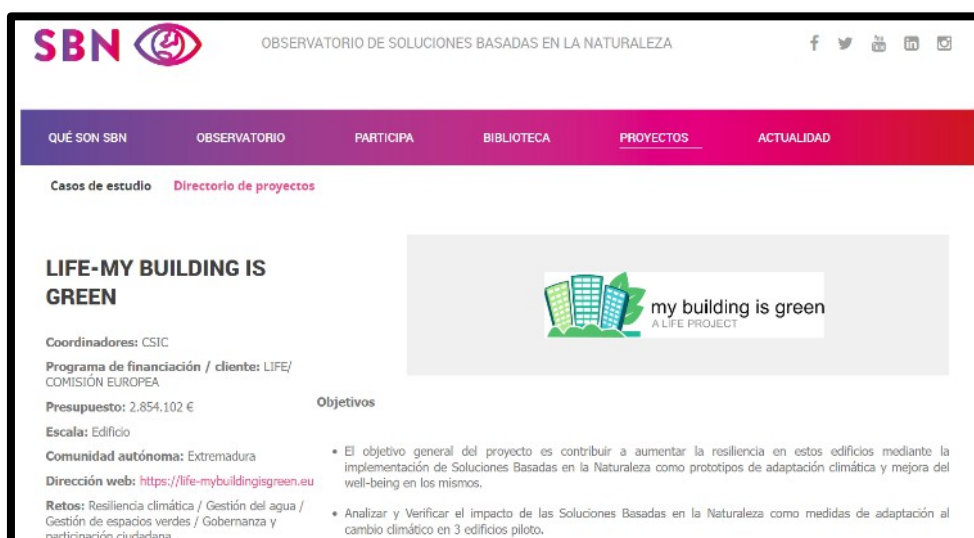 SBN
OBSERVATORIO DE SOLUCIONES BASADAS EN LA NATURALEZA
QUÉ SON SBN OBSERVATORIO PARTICIPA BIBLIOTECA PROYECTOS ACTUALIDAD
Casos de estudio Directorio de proyectos
LIFE-MY BUILDING IS
GREEN
Coordinadores: CSIC
Programa de financiación / cliente: LIFE/
COMISIÓN EUROPEA
Presupuesto: 2.854.102 €
Escala: Edificio
Comunidad autónoma: Extremadura
Dirección web: https://life-mybuildingisgreen.eu
Retos: Resiliencia climática / Gestión del agua /
Gestión de espacios verdes / Gobernanza y
participación ciudadana
my building is green
A LIFE PROJECT
Objetivos
• El objetivo general del proyecto es contribuir a aumentar la resiliencia en estos edificios mediante la
implementación de Soluciones Basadas en la Naturaleza como prototipos de adaptación climática y mejora del
well-being en los mismos.
• Analizar y Verificar el impacto de las Soluciones Basadas en la Naturaleza como medidas de adaptación al
cambio climático en 3 edificios piloto.